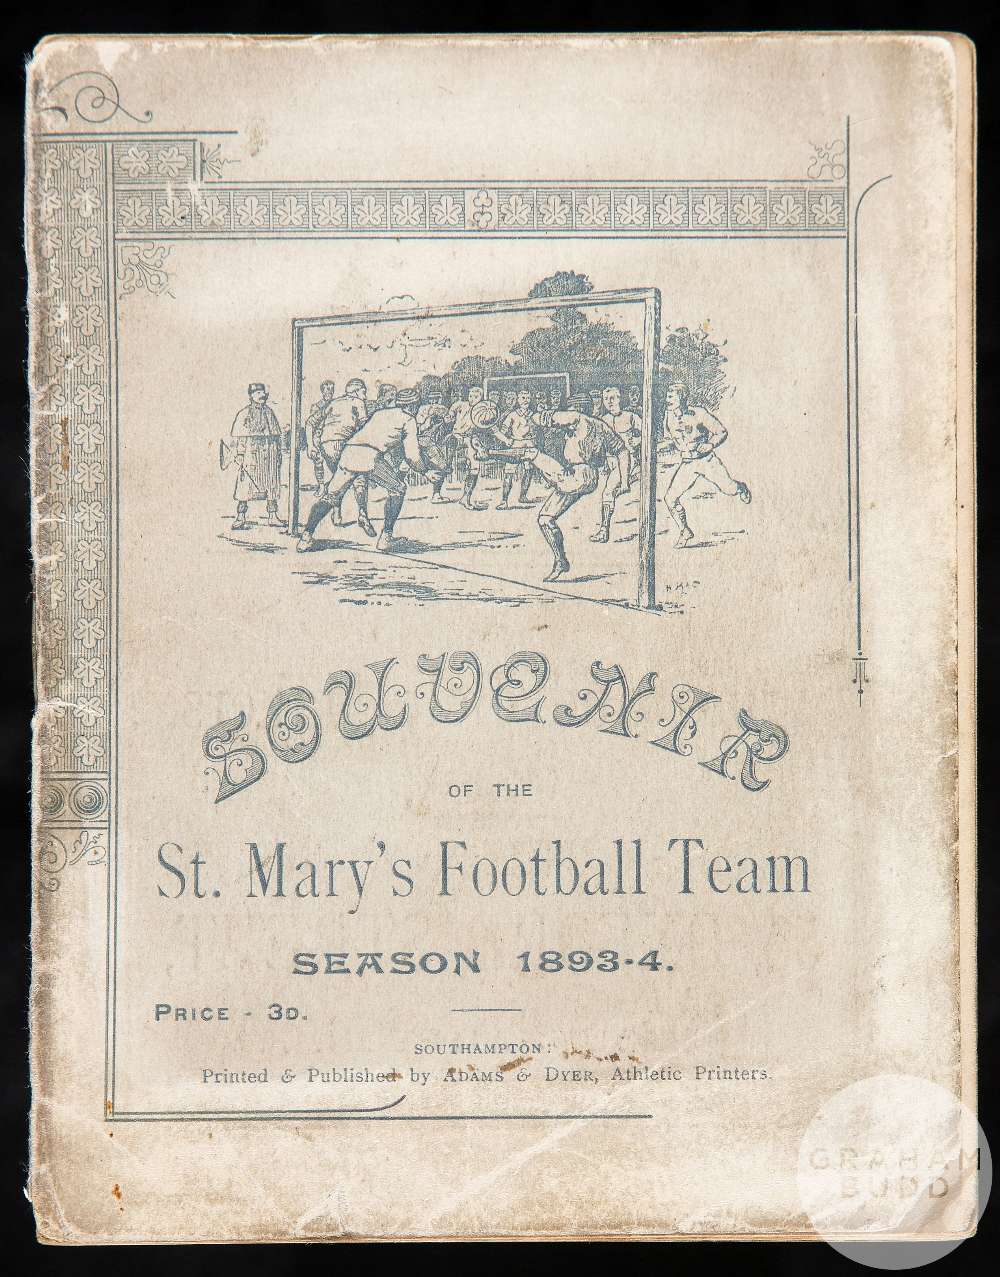 SOUVENIR
OF THE
St. Mary's Football Team
SEASON 1893-4.
PRICE - 3D.
SOUTHAMPTON:
Printed & Published by ADAMS & DYER, Athletic Printers.
GRAHAM
BUDD